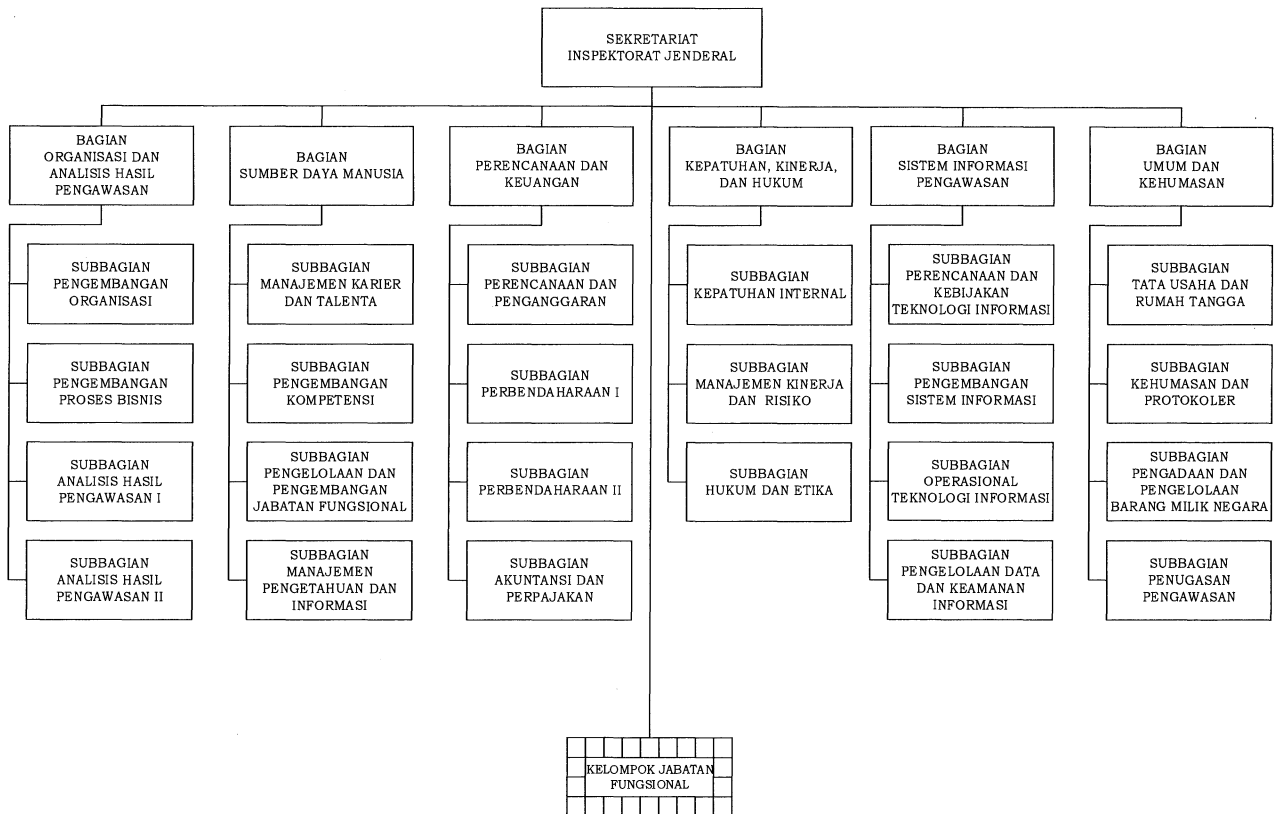 SEKRETARIAT
INSPEKTORAT JENDERAL
BAGIAN
ORGANISASI DAN
ANALISIS HASIL
PENGAWASAN
BAGIAN
SUMBER DAYA MANUSIA
BAGIAN
PERENCANAAN DAN
KEUANGAN
BAGIAN
KEPATUHAN, KINERJA,
DAN HUKUM
BAGIAN
SISTEM INFORMASI
PENGAWASAN
BAGIAN
UMUM DAN
KEHUMASAN
SUBBAGIAN
PENGEMBANGAN
ORGANISASI
SUBBAGIAN
MANAJEMEN KARIER
DAN TALENTA
SUBBAGIAN
PERENCANAAN DAN
PENGANGGARAN
SUBBAGIAN
KEPATUHAN INTERNAL
SUBBAGIAN
PERENCANAAN DAN
KEBIJAKAN
TEKNOLOGI INFORMASI
SUBBAGIAN
TATA USAHA DAN
RUMAH TANGGA
SUBBAGIAN
PENGEMBANGAN
PROSES BISNIS
SUBBAGIAN
PENGEMBANGAN
KOMPETENSI
SUBBAGIAN
PERBENDAHARAAN I
SUBBAGIAN
MANAJEMEN KINERJA
DAN RISIKO
SUBBAGIAN
PENGEMBANGAN
SISTEM INFORMASI
SUBBAGIAN
KEHUMASAN DAN
PROTOKOLER
SUBBAGIAN
ANALISIS HASIL
PENGAWASAN I
SUBBAGIAN
PENGELOLAAN DAN
PENGEMBANGAN
JABATAN FUNGSIONAL
SUBBAGIAN
PERBENDAHARAAN II
SUBBAGIAN
HUKUM DAN ETIKA
SUBBAGIAN
OPERASIONAL
TEKNOLOGI INFORMASI
SUBBAGIAN
PENGADAAN DAN
PENGELOLAAN
BARANG MILIK NEGARA
SUBBAGIAN
ANALISIS HASIL
PENGAWASAN II
SUBBAGIAN
MANAJEMEN
PENGETAHUAN DAN
INFORMASI
SUBBAGIAN
AKUNTANSI DAN
PERPAJAKAN
SUBBAGIAN
PENGELOLAAN DATA
DAN KEAMANAN
INFORMASI
SUBBAGIAN
PENUGASAN
PENGAWASAN
KELOMPOK JABATAN
FUNGSIONAL